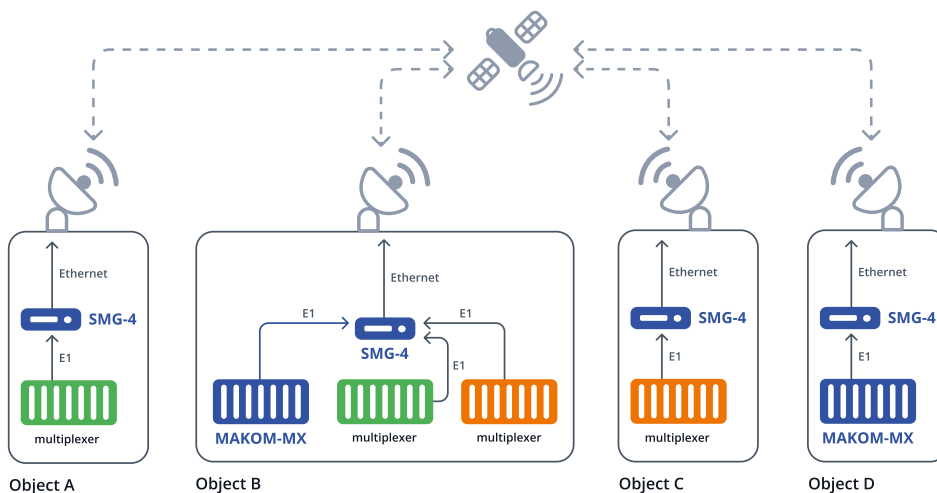 Ethernet
SMG-4
E1
multiplexer
Object A
Ethernet
E1
E1
SMG-4
E1
MAKOM-MX
multiplexer
multiplexer
Object B
Ethernet
SMG-4
E1
multiplexer
Object C
Ethernet
SMG-4
E1
MAKOM-MX
Object D